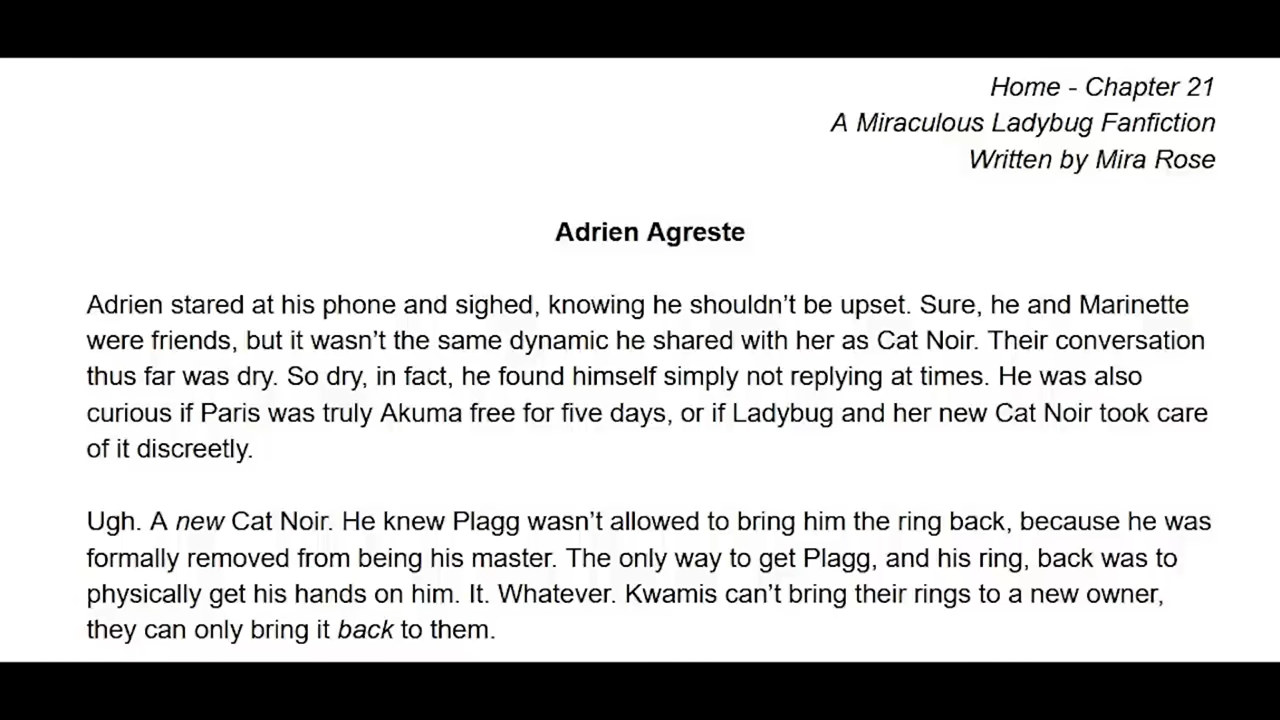 Home - Chapter 21
A Miraculous Ladybug Fanfiction
Written by Mira Rose
Adrien Agreste
Adrien stared at his phone and sighed, knowing he shouldn’t be upset. Sure, he and Marinette
were friends, but it wasn’t the same dynamic he shared with her as Cat Noir. Their conversation
thus far was dry. So dry, in fact, he found himself simply not replying at times. He was also
curious if Paris was truly Akuma free for five days, or if Ladybug and her new Cat Noir took care
of it discreetly.
Ugh. A new Cat Noir. He knew Plagg wasn’t allowed to bring him the ring back, because he was
formally removed from being his master. The only way to get Plagg, and his ring, back was to
physically get his hands on him. It. Whatever. Kwamis can’t bring their rings to a new owner,
they can only bring it back to them.